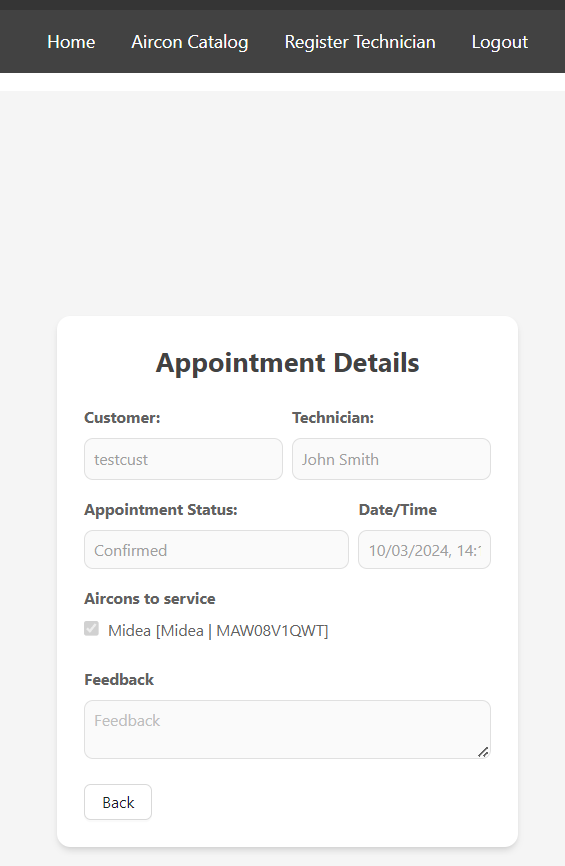 Home Aircon Catalog Register Technician Logout
Appointment Details
Customer: Technician:
testcust John Smith
Appointment Status: Date/Time
Confirmed 10/03/2024, 14:
Aircons to service
Midea [Midea | MAW08V1QWT]
Feedback
Feedback
Back